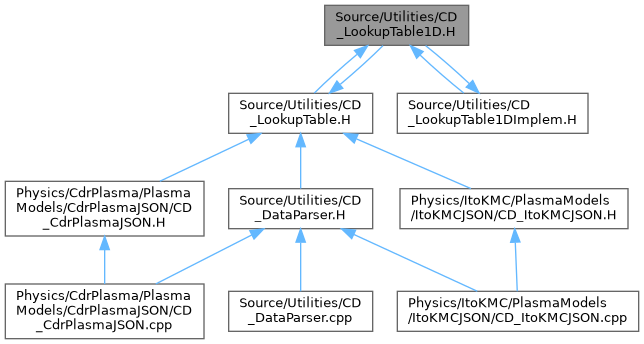 Source/Utilities/CD
_LookupTable1D.H
Source/Utilities/CD
_LookupTable.H
Source/Utilities/CD
_LookupTable1DImplem.H
Physics/CdrPlasma/Plasma
Models/CdrPlasmaJSON/CD
_CdrPlasmaJSON.H
Source/Utilities/CD
_DataParser.H
Physics/ItoKMC/PlasmaModels
/ItoKMCJSON/CD_ItoKMCJSON.H
Physics/CdrPlasma/Plasma
Models/CdrPlasmaJSON/CD
_CdrPlasmaJSON.cpp
Source/Utilities/CD
_DataParser.cpp
Physics/ItoKMC/PlasmaModels
/ItoKMCJSON/CD_ItoKMCJSON.cpp